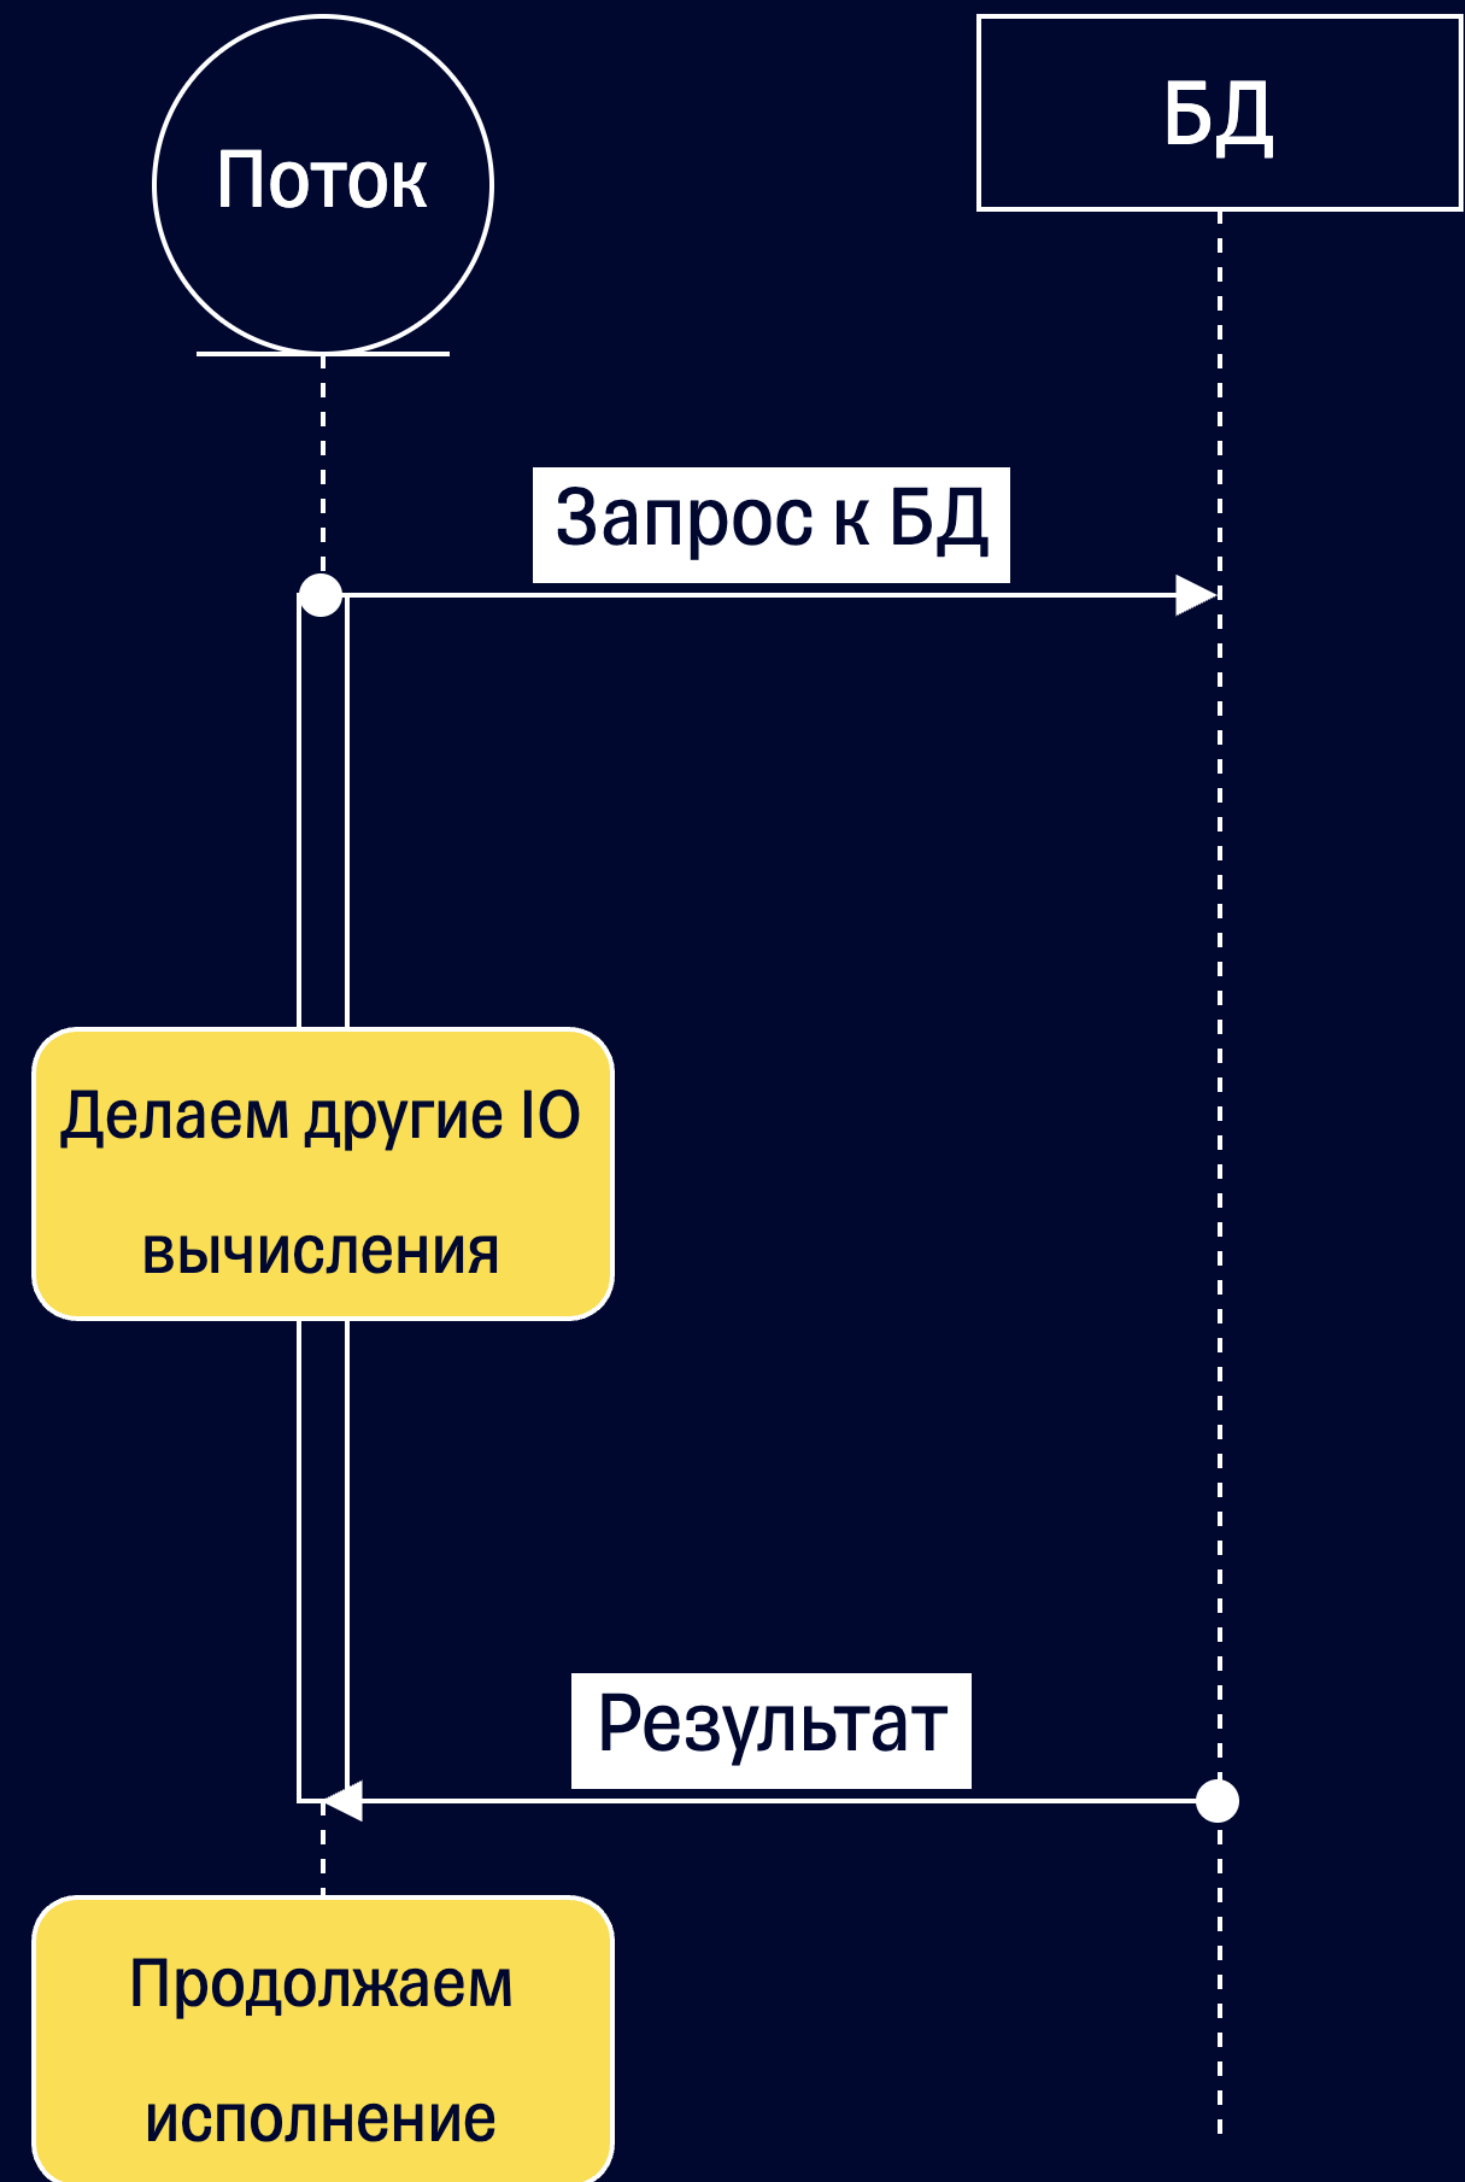 Поток
БД
Запрос к БД
Делаем другие IO
вычисления
Результат
Продолжаем
исполнение